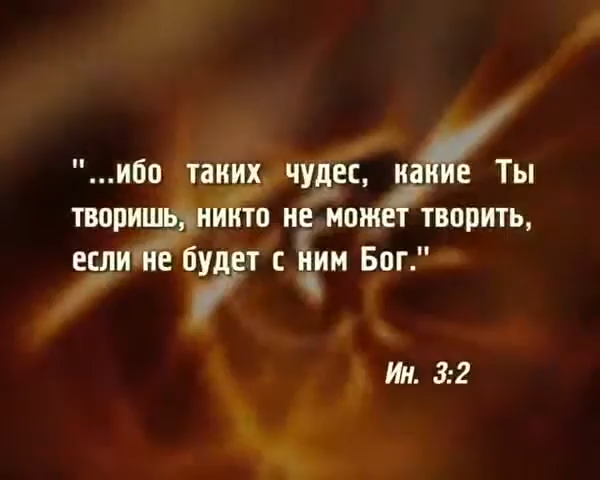 "...ибо таких чудес, какие Ты
творишь, никто не может творить,
если не будет с ним Бог."
Ин. 3:2